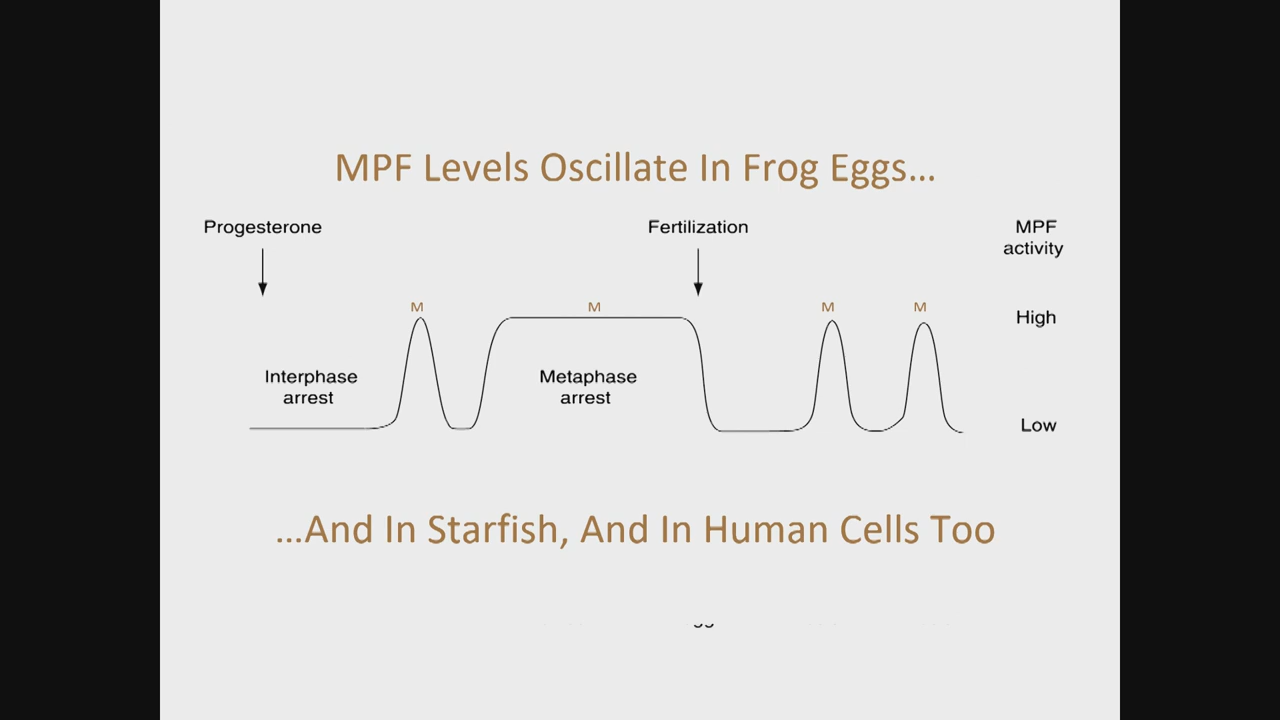 MPF Levels Oscillate In Frog Eggs…
Progesterone
Fertilization
MPF
activity
M
M
M
M
High
Interphase
arrest
Metaphase
arrest
Low
…And In Starfish, And In Human Cells Too